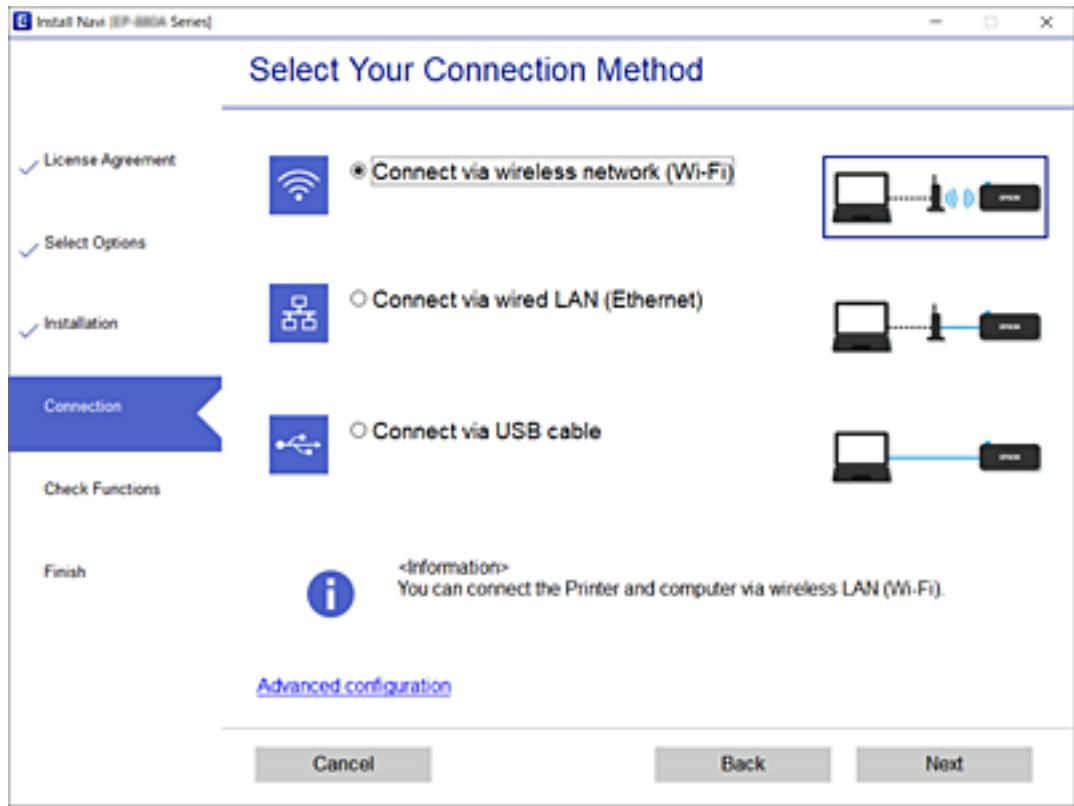 Install Navi [EP-880A Series]
Select Your Connection Method
License Agreement
Select Options
Installation
Connection
Check Functions
Finish
Connect via wireless network (Wi-Fi)
Connect via wired LAN (Ethernet)
Connect via USB cable
<Information>
You can connect the Printer and computer via wireless LAN (Wi-Fi).
Advanced configuration
Cancel
Back
Next